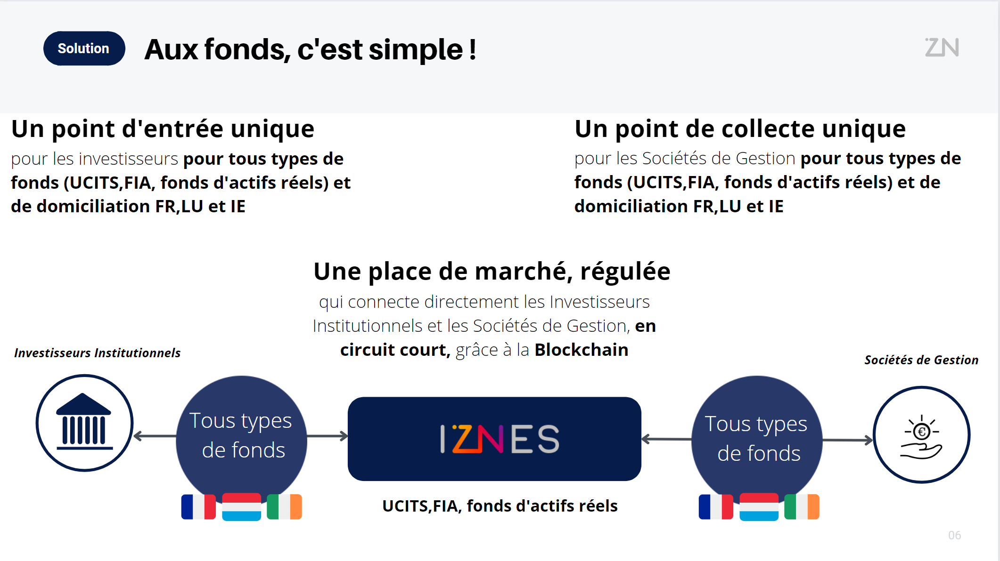 Solution
Aux fonds, c'est simple !
ZN
Un point d'entrée unique
pour les investisseurs pour tous types de
fonds (UCITS,FIA, fonds d'actifs réels) et
de domiciliation FR,LU et IE
Un point de collecte unique
pour les Sociétés de Gestion pour tous types de
fonds (UCITS,FIA, fonds d'actifs réels) et de
domiciliation FR,LU et IE
Une place de marché, régulée
qui connecte directement les Investisseurs
Institutionnels et les Sociétés de Gestion, en
circuit court, grâce à la Blockchain
Investisseurs Institutionnels
Sociétés de Gestion
Tous types
de fonds
IZNES
Tous types
de fonds
€
UCITS,FIA, fonds d'actifs réels
06